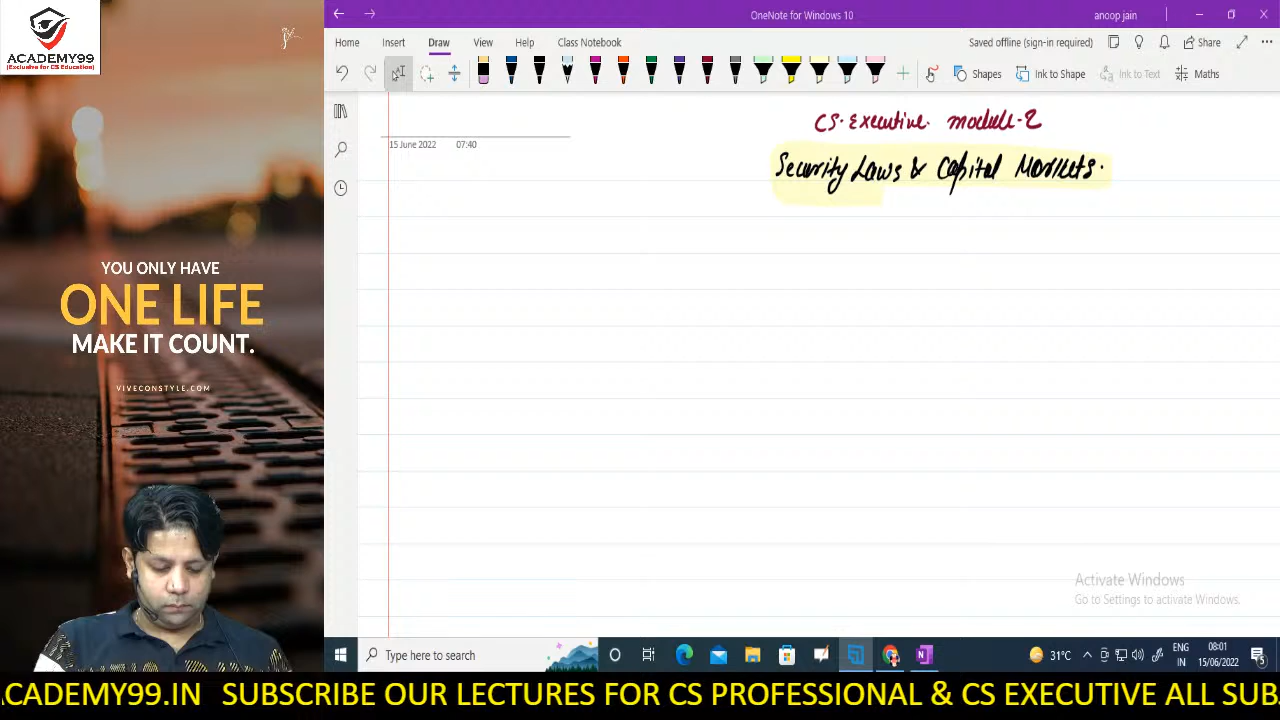 ACADEMY99
(Exclusive for CS Education)
YOU ONLY HAVE
ONE LIFE
MAKE IT COUNT.
VIVECONSTYLE.COM
OneNote for Windows 10
anoop jain
Home Insert Draw View Help Class Notebook
Saved offline (sign-in required)
Share
Shapes Ink to Shape Ink to Text Maths
CS. Executive. module-2
Security Laws & Capital Markets.
15 June 2022 07:40
Activate Windows
Go to Settings to activate Windows.
Type here to search
31°C
ENG
IN
08:01
15/06/2022
5
CADEMY99.IN SUBSCRIBE OUR LECTURES FOR CS PROFESSIONAL & CS EXECUTIVE ALL SUB